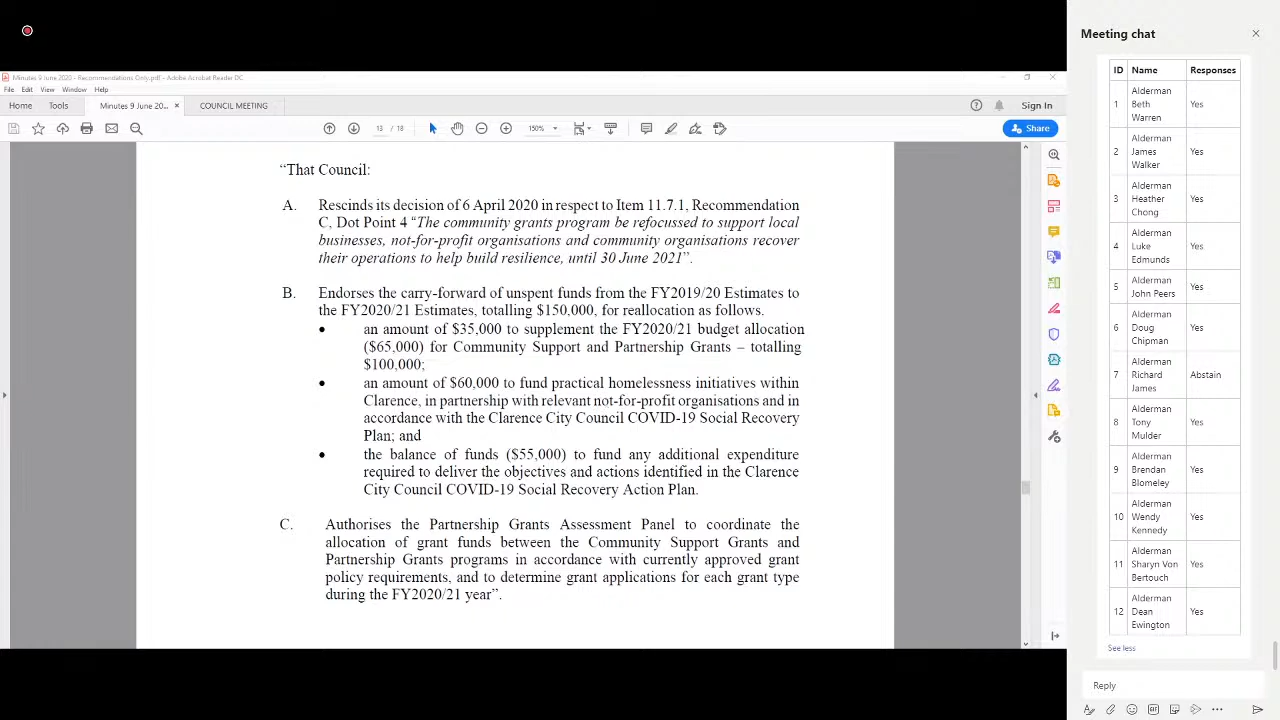 Meeting chat
Minutes 9 June 2020 - Recommendations Only.pdf - Adobe Acrobat Reader DC
File Edit View Window Help
Home Tools Minutes 9 June 20... × COUNCIL MEETING Sign In
13 / 18 150% Share
“That Council:
A. Rescinds its decision of 6 April 2020 in respect to Item 11.7.1, Recommendation
C, Dot Point 4 “The community grants program be refocussed to support local
businesses, not-for-profit organisations and community organisations recover
their operations to help build resilience, until 30 June 2021”.
B. Endorses the carry-forward of unspent funds from the FY2019/20 Estimates to
the FY2020/21 Estimates, totalling $150,000, for reallocation as follows.
• an amount of $35,000 to supplement the FY2020/21 budget allocation
($65,000) for Community Support and Partnership Grants – totalling
$100,000;
• an amount of $60,000 to fund practical homelessness initiatives within
Clarence, in partnership with relevant not-for-profit organisations and in
accordance with the Clarence City Council COVID-19 Social Recovery
Plan; and
• the balance of funds ($55,000) to fund any additional expenditure
required to deliver the objectives and actions identified in the Clarence
City Council COVID-19 Social Recovery Action Plan.
C. Authorises the Partnership Grants Assessment Panel to coordinate the
allocation of grant funds between the Community Support Grants and
Partnership Grants programs in accordance with currently approved grant
policy requirements, and to determine grant applications for each grant type
during the FY2020/21 year”.
ID Name Responses
1 Alderman Beth Warren Yes
2 Alderman James Walker Yes
3 Alderman Heather Chong Yes
4 Alderman Luke Edmunds Yes
5 Alderman John Peers Yes
6 Alderman Doug Chipman Yes
7 Alderman Richard James Abstain
8 Alderman Tony Mulder Yes
9 Alderman Brendan Blomeley Yes
10 Alderman Wendy Kennedy Yes
11 Alderman Sharyn Von Bertouch Yes
12 Alderman Dean Ewington Yes
See less
Reply